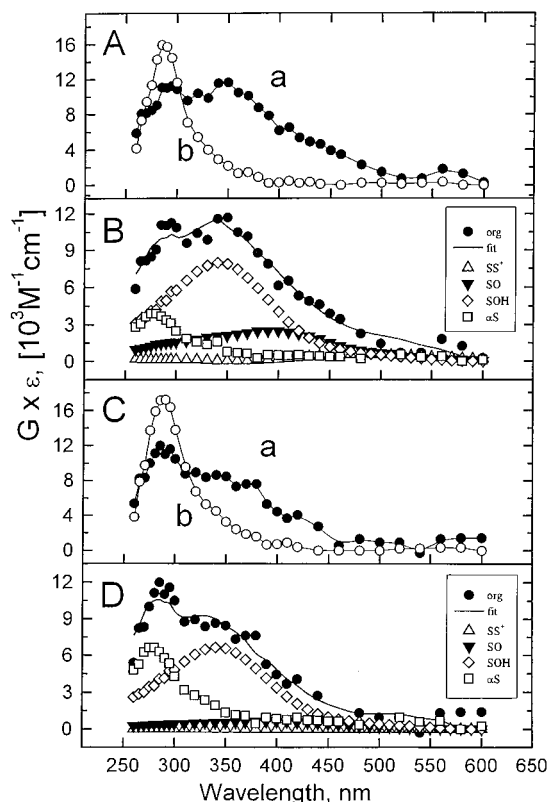 A
a
b
16
12
8
4
0
B
12
9
6
3
0
org
fit
SS⁺
SO
SOH
αS
C
a
b
16
12
8
4
0
D
12
9
6
3
0
org
fit
SS⁺
SO
SOH
αS
G x ε, [10³M⁻¹cm⁻¹]
250 300 350 400 450 500 550 600 650
Wavelength, nm